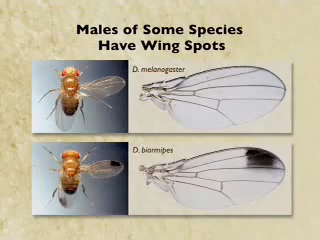 Males of Some Species
Have Wing Spots
D. melanogaster
D. biarmipes